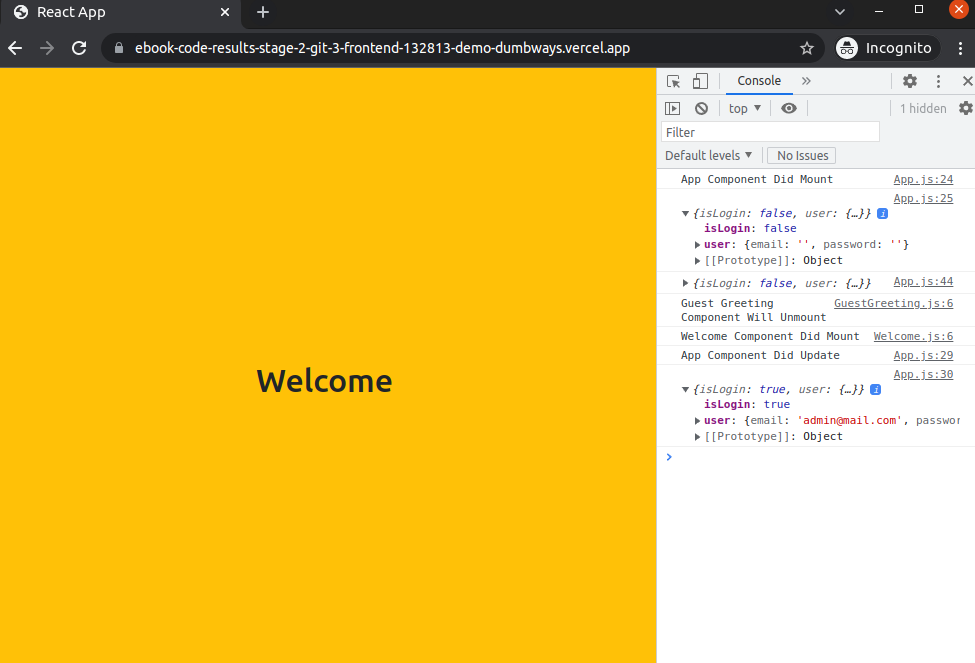 React App
ebook-code-results-stage-2-git-3-frontend-132813-demo-dumbways.vercel.app
Incognito
Welcome
Console
top
1 hidden
Filter
Default levels
No Issues
App Component Did Mount App.js:24
App.js:25
{isLogin: false, user: {…}}
isLogin: false
user: {email: '', password: ''}
[[Prototype]]: Object
{isLogin: false, user: {…}} App.js:44
Guest Greeting GuestGreeting.js:6
Component Will Unmount
Welcome Component Did Mount Welcome.js:6
App Component Did Update App.js:29
App.js:30
{isLogin: true, user: {…}}
isLogin: true
user: {email: 'admin@mail.com', passwor
[[Prototype]]: Object